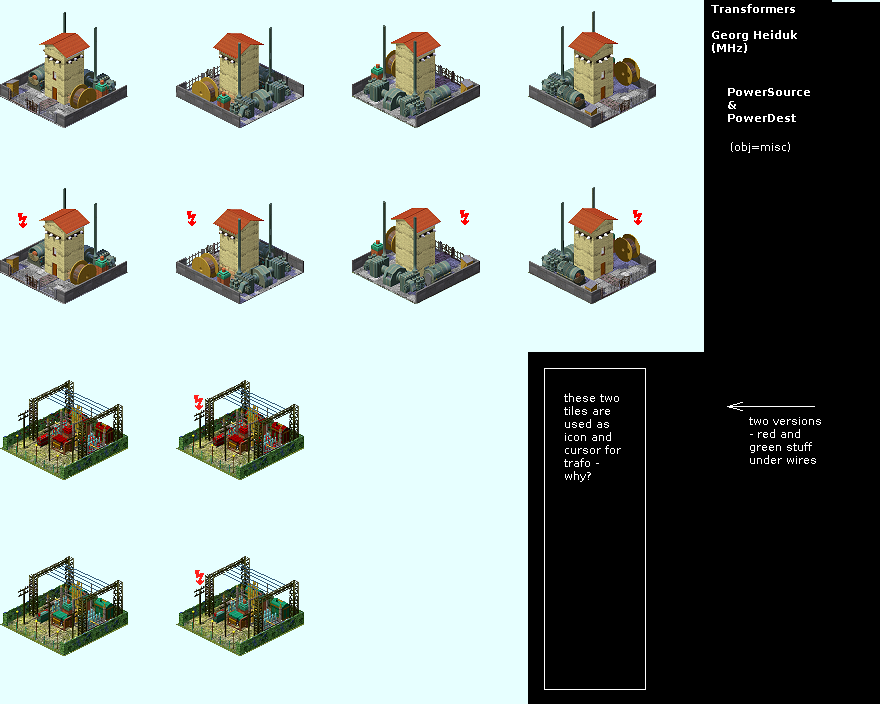 Transformers
Georg Heiduk
(MHz)
PowerSource
&
PowerDest
(obj=misc)
these two
tiles are
used as
icon and
cursor for
trafo -
why?
two versions
- red and
green stuff
under wires